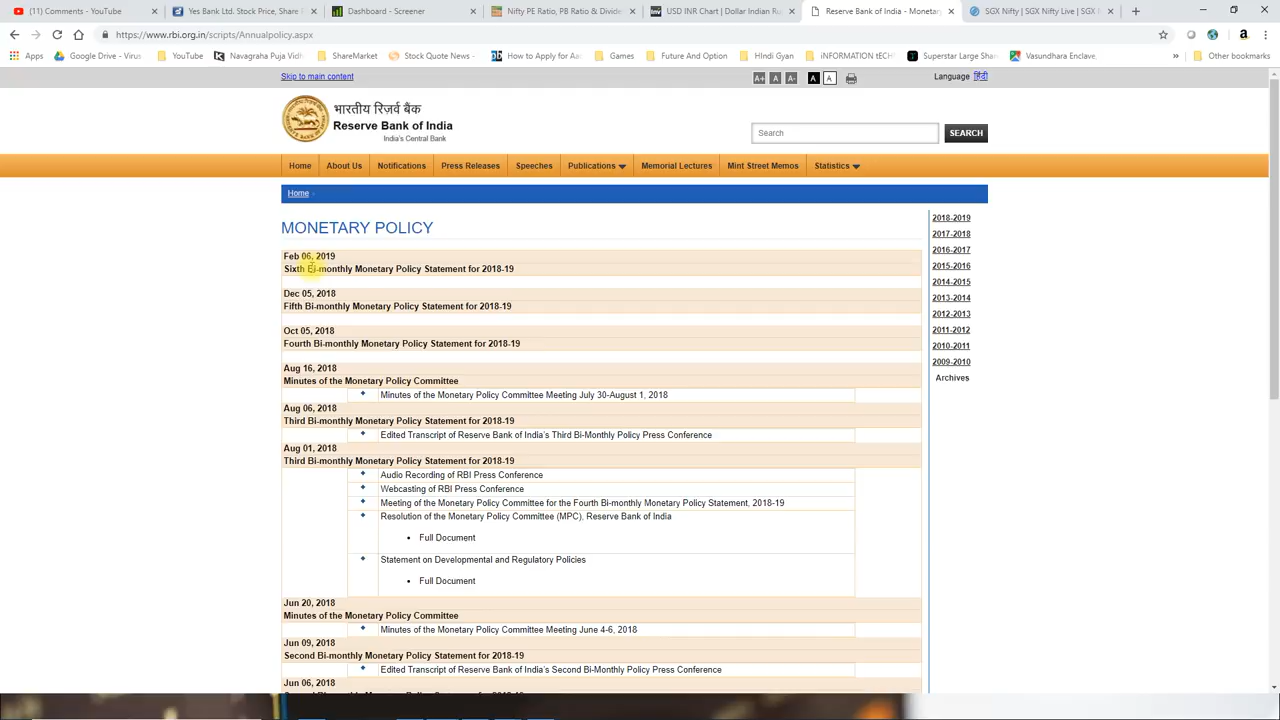 (11) Comments - YouTube
Yes Bank Ltd. Stock Price, Share P
Dashboard - Screener
Nifty PE Ratio, PB Ratio & Divide
USD INR Chart | Dollar Indian Ru
Reserve Bank of India - Monetary
SGX Nifty | SGX Nifty Live | SGX N
https://www.rbi.org.in/scripts/Annualpolicy.aspx
Apps
Google Drive - Virus
YouTube
Navagraha Puja Vidhi
ShareMarket
Stock Quote News -
How to Apply for Aa
Games
Future And Option
HIndi Gyan
iNFORMATION tECH
Superstar Large Shar
Vasundhara Enclave.
»
Other bookmarks
Skip to main content
A+ A A- A A
Language हिंदी
भारतीय रिज़र्व बैंक
Reserve Bank of India
India's Central Bank
Search
SEARCH
Home
About Us
Notifications
Press Releases
Speeches
Publications
Memorial Lectures
Mint Street Memos
Statistics
Home »
MONETARY POLICY
Feb 06, 2019
Sixth Bi-monthly Monetary Policy Statement for 2018-19
Dec 05, 2018
Fifth Bi-monthly Monetary Policy Statement for 2018-19
Oct 05, 2018
Fourth Bi-monthly Monetary Policy Statement for 2018-19
Aug 16, 2018
Minutes of the Monetary Policy Committee
Minutes of the Monetary Policy Committee Meeting July 30-August 1, 2018
Aug 06, 2018
Third Bi-monthly Monetary Policy Statement for 2018-19
Edited Transcript of Reserve Bank of India's Third Bi-Monthly Policy Press Conference
Aug 01, 2018
Third Bi-monthly Monetary Policy Statement for 2018-19
Audio Recording of RBI Press Conference
Webcasting of RBI Press Conference
Meeting of the Monetary Policy Committee for the Fourth Bi-monthly Monetary Policy Statement, 2018-19
Resolution of the Monetary Policy Committee (MPC), Reserve Bank of India
• Full Document
Statement on Developmental and Regulatory Policies
• Full Document
Jun 20, 2018
Minutes of the Monetary Policy Committee
Minutes of the Monetary Policy Committee Meeting June 4-6, 2018
Jun 09, 2018
Second Bi-monthly Monetary Policy Statement for 2018-19
Edited Transcript of Reserve Bank of India's Second Bi-Monthly Policy Press Conference
Jun 06, 2018
2018-2019
2017-2018
2016-2017
2015-2016
2014-2015
2013-2014
2012-2013
2011-2012
2010-2011
2009-2010
Archives